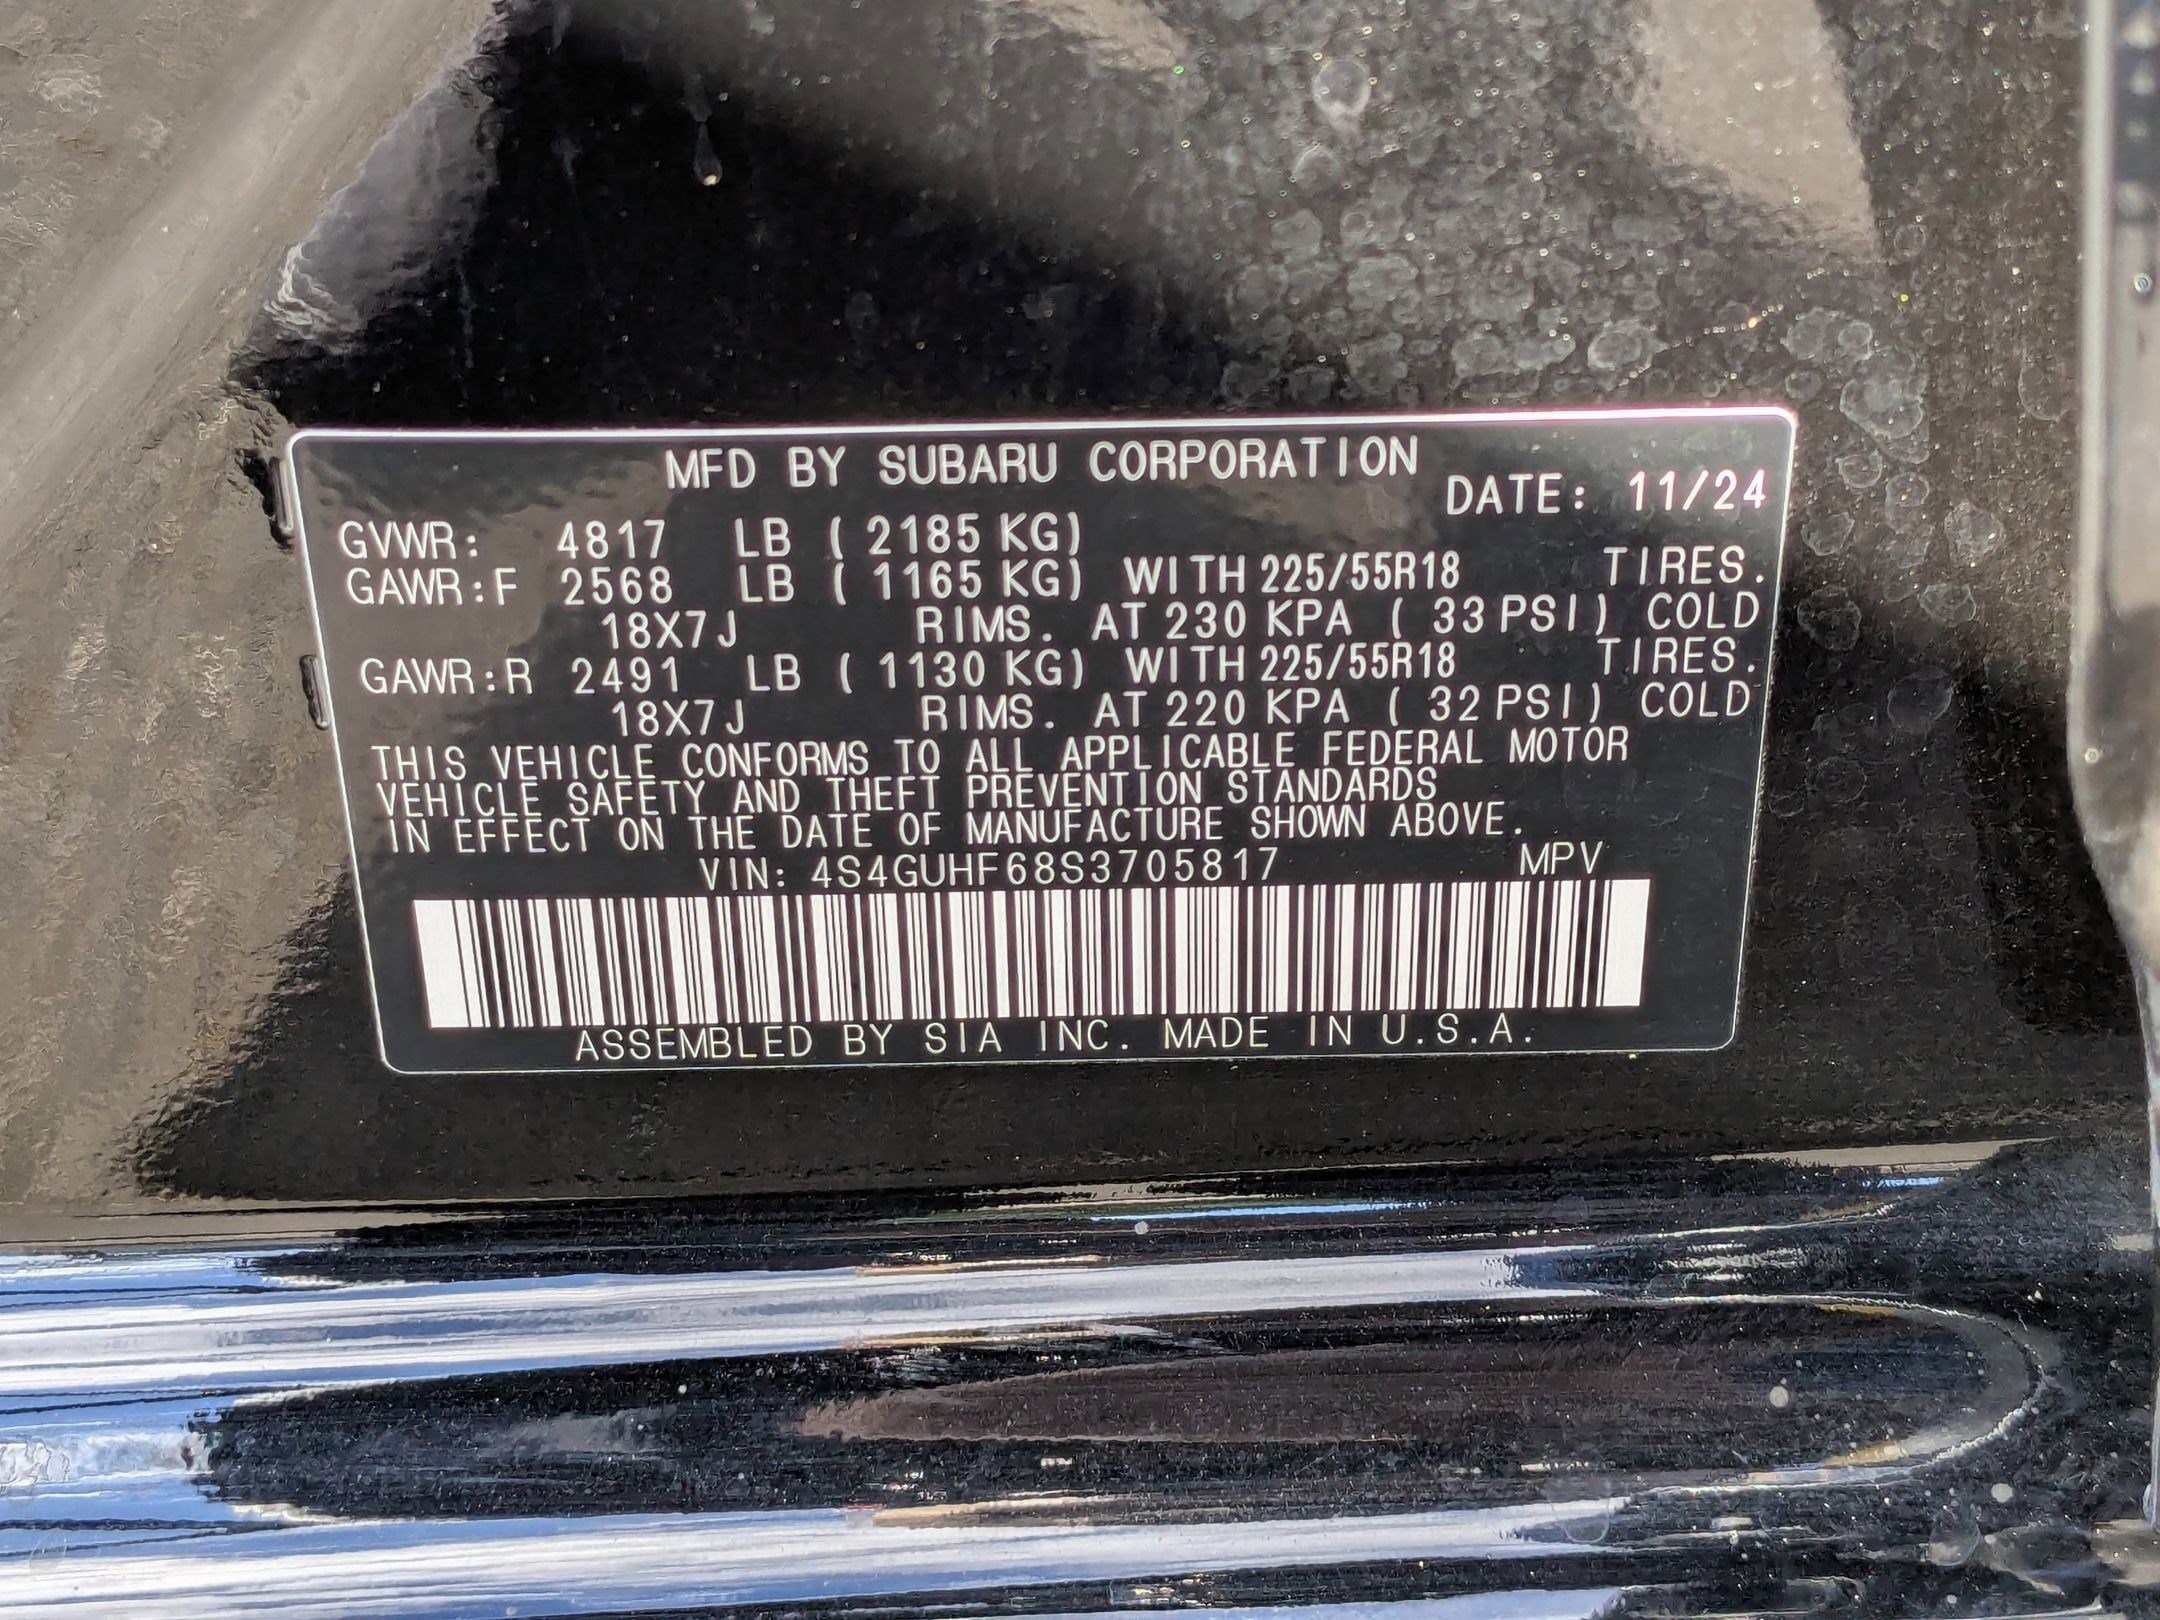 MFD BY SUBARU CORPORATION
DATE: 11/24
GVWR: 4817 LB ( 2185 KG)
GAWR:F 2568 LB ( 1165 KG) WITH 225/55R18 TIRES.
18X7J RIMS. AT 230 KPA ( 33 PSI) COLD
GAWR:R 2491 LB ( 1130 KG) WITH 225/55R18 TIRES.
18X7J RIMS. AT 220 KPA ( 32 PSI) COLD
THIS VEHICLE CONFORMS TO ALL APPLICABLE FEDERAL MOTOR
VEHICLE SAFETY AND THEFT PREVENTION STANDARDS
IN EFFECT ON THE DATE OF MANUFACTURE SHOWN ABOVE.
VIN: 4S4GUHF68S3705817 MPV
ASSEMBLED BY SIA INC. MADE IN U.S.A.